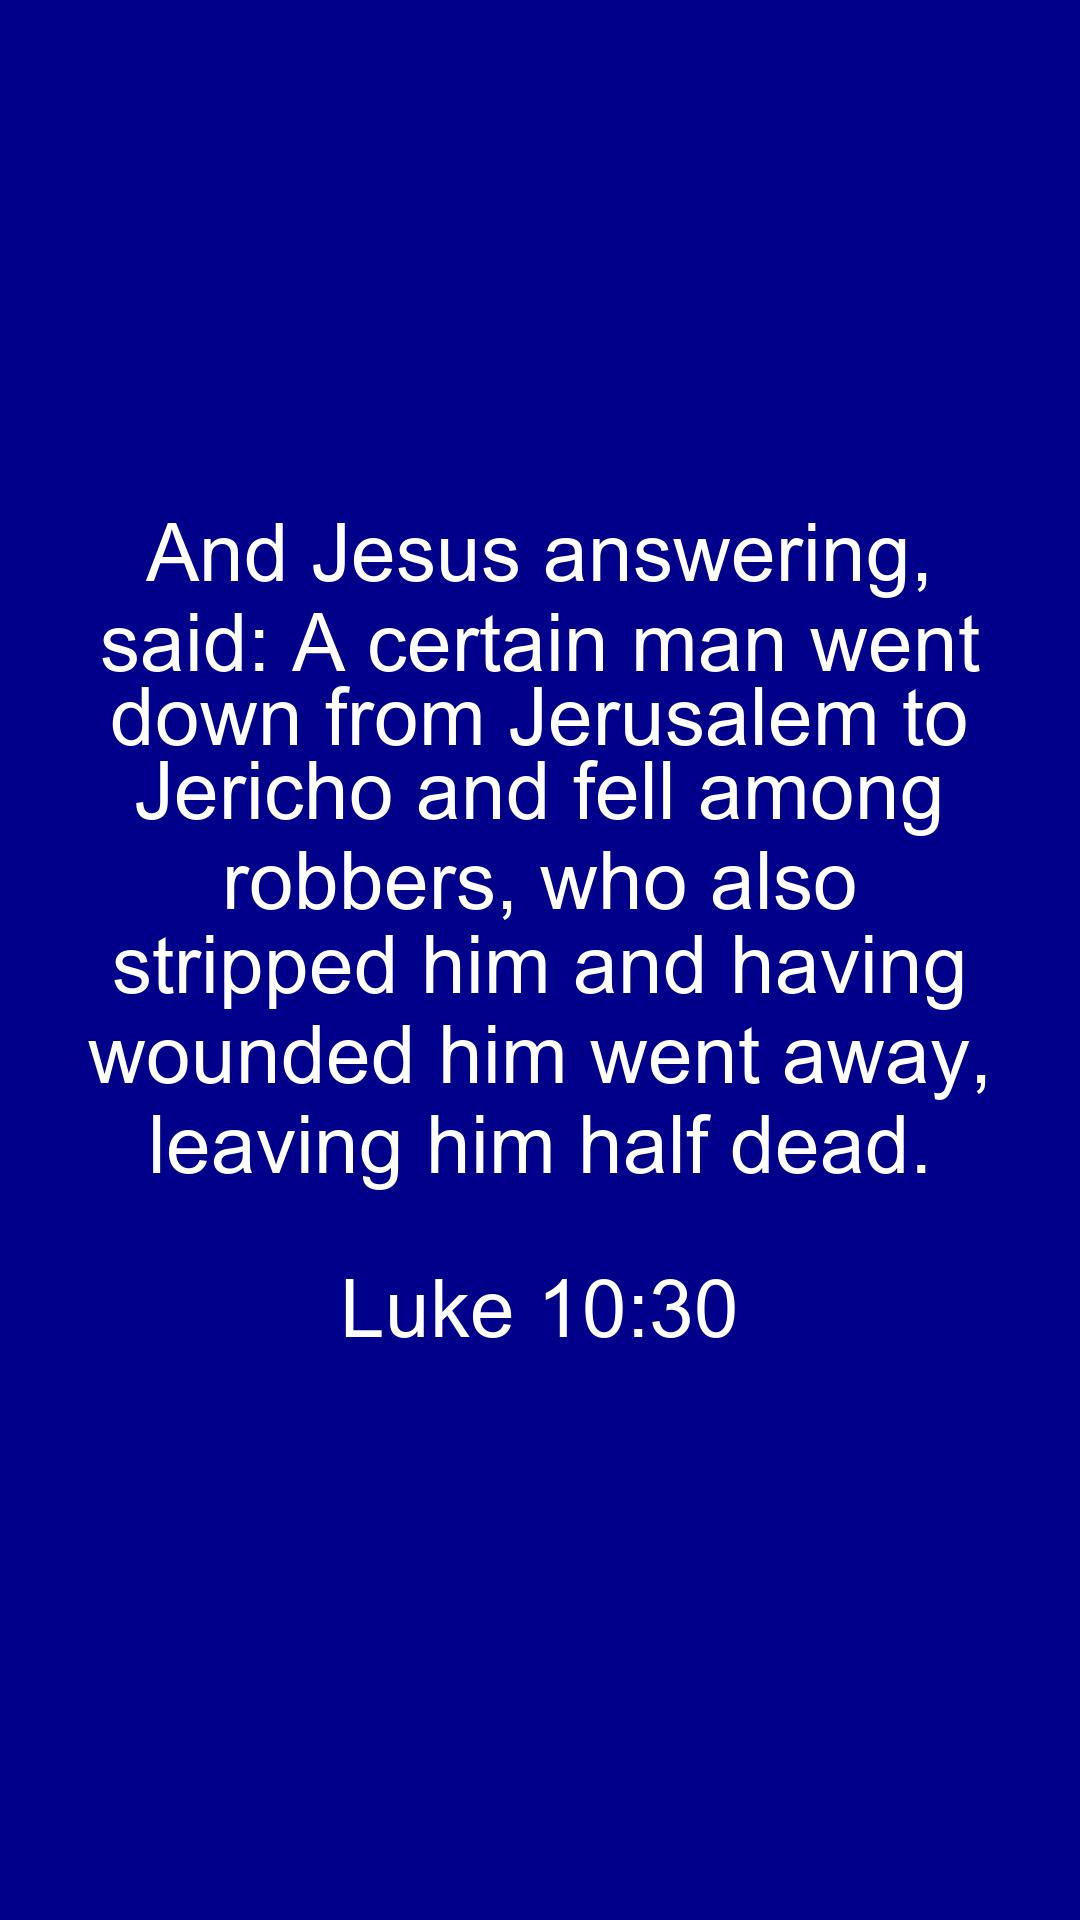 And Jesus answering,
said: A certain man went
down from Jerusalem to
Jericho and fell among
robbers, who also
stripped him and having
wounded him went away,
leaving him half dead.
Luke 10:30